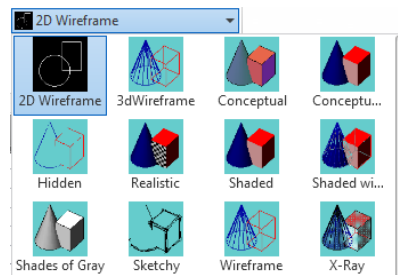 2D Wireframe
2D Wireframe 3dWireframe Conceptual Conceptu...
Hidden Realistic Shaded Shaded wi...
Shades of Gray Sketchy Wireframe X-Ray